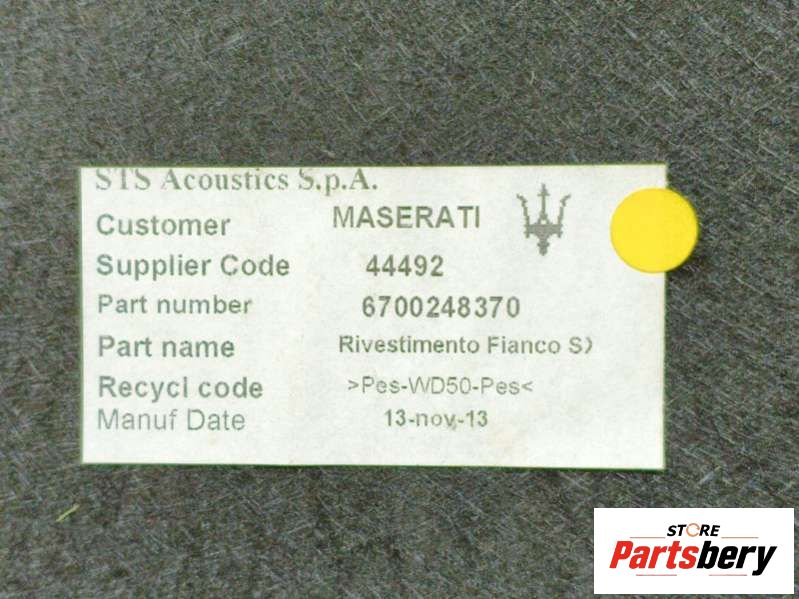 STS Acoustics S.p.A.
Customer MASERATI
Supplier Code 44492
Part number 6700248370
Part name Rivestimento Fianco SX
Recycl code >Pes-WD50-Pes<
Manuf Date 13-nov-13
STORE
Partsbery